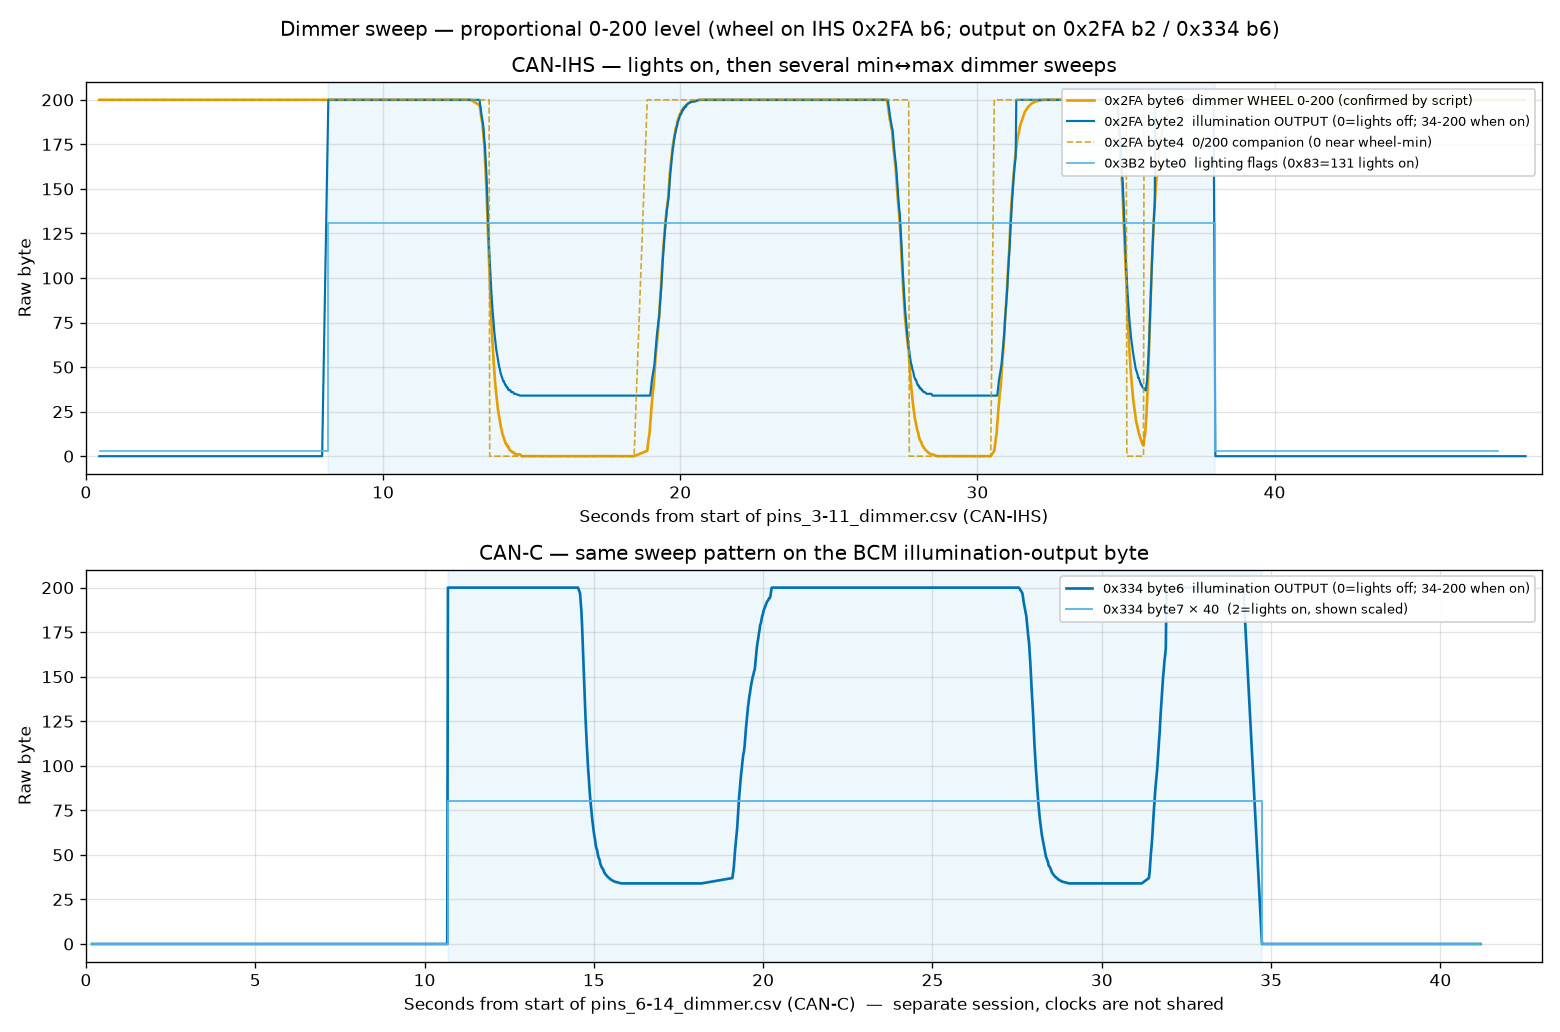 Dimmer sweep — proportional 0-200 level (wheel on IHS 0x2FA b6; output on 0x2FA b2 / 0x334 b6)
CAN-IHS — lights on, then several min↔max dimmer sweeps
0x2FA byte6  dimmer WHEEL 0-200 (confirmed by script)
0x2FA byte2  illumination OUTPUT (0=lights off; 34-200 when on)
0x2FA byte4  0/200 companion (0 near wheel-min)
0x3B2 byte0  lighting flags (0x83=131 lights on)
Raw byte
200
175
150
125
100
75
50
25
0
0 10 20 30 40
Seconds from start of pins_3-11_dimmer.csv (CAN-IHS)
CAN-C — same sweep pattern on the BCM illumination-output byte
0x334 byte6  illumination OUTPUT (0=lights off; 34-200 when on)
0x334 byte7 × 40  (2=lights on, shown scaled)
Raw byte
200
175
150
125
100
75
50
25
0
0 5 10 15 20 25 30 35 40
Seconds from start of pins_6-14_dimmer.csv (CAN-C)  —  separate session, clocks are not shared